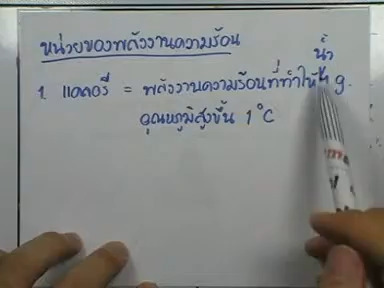 หน่วยของพลังงานความร้อน
น้ำ
1. แคลอรี = พลังงานความร้อนที่ทำให้ 1 g.
อุณหภูมิสูงขึ้น 1°C